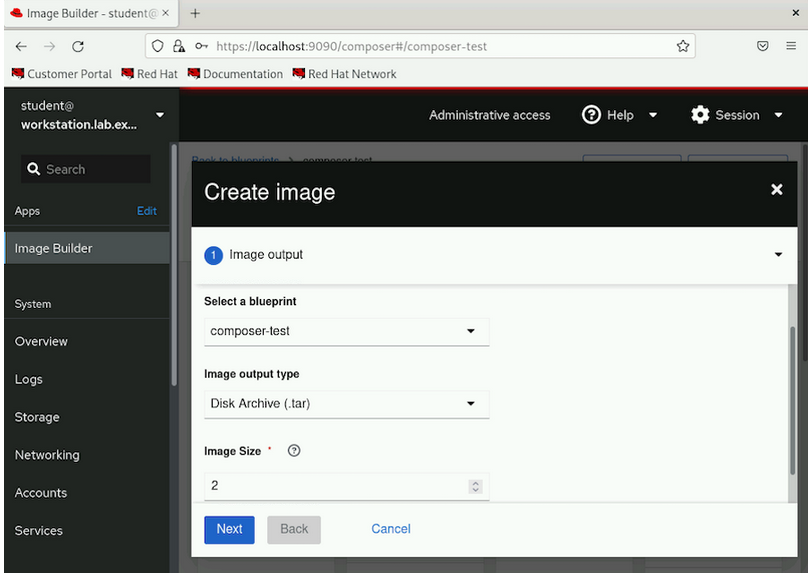 Image Builder - student@
https://localhost:9090/composer#/composer-test
Customer Portal Red Hat Documentation Red Hat Network
student@
workstation.lab.ex...
Administrative access Help Session
Search
Back to blueprints composer-test
Create image
Apps Edit
1 Image output
Image Builder
Select a blueprint
System
composer-test
Overview
Image output type
Logs
Disk Archive (.tar)
Storage
Image Size * ?
Networking
2
Accounts
Next Back Cancel
Services